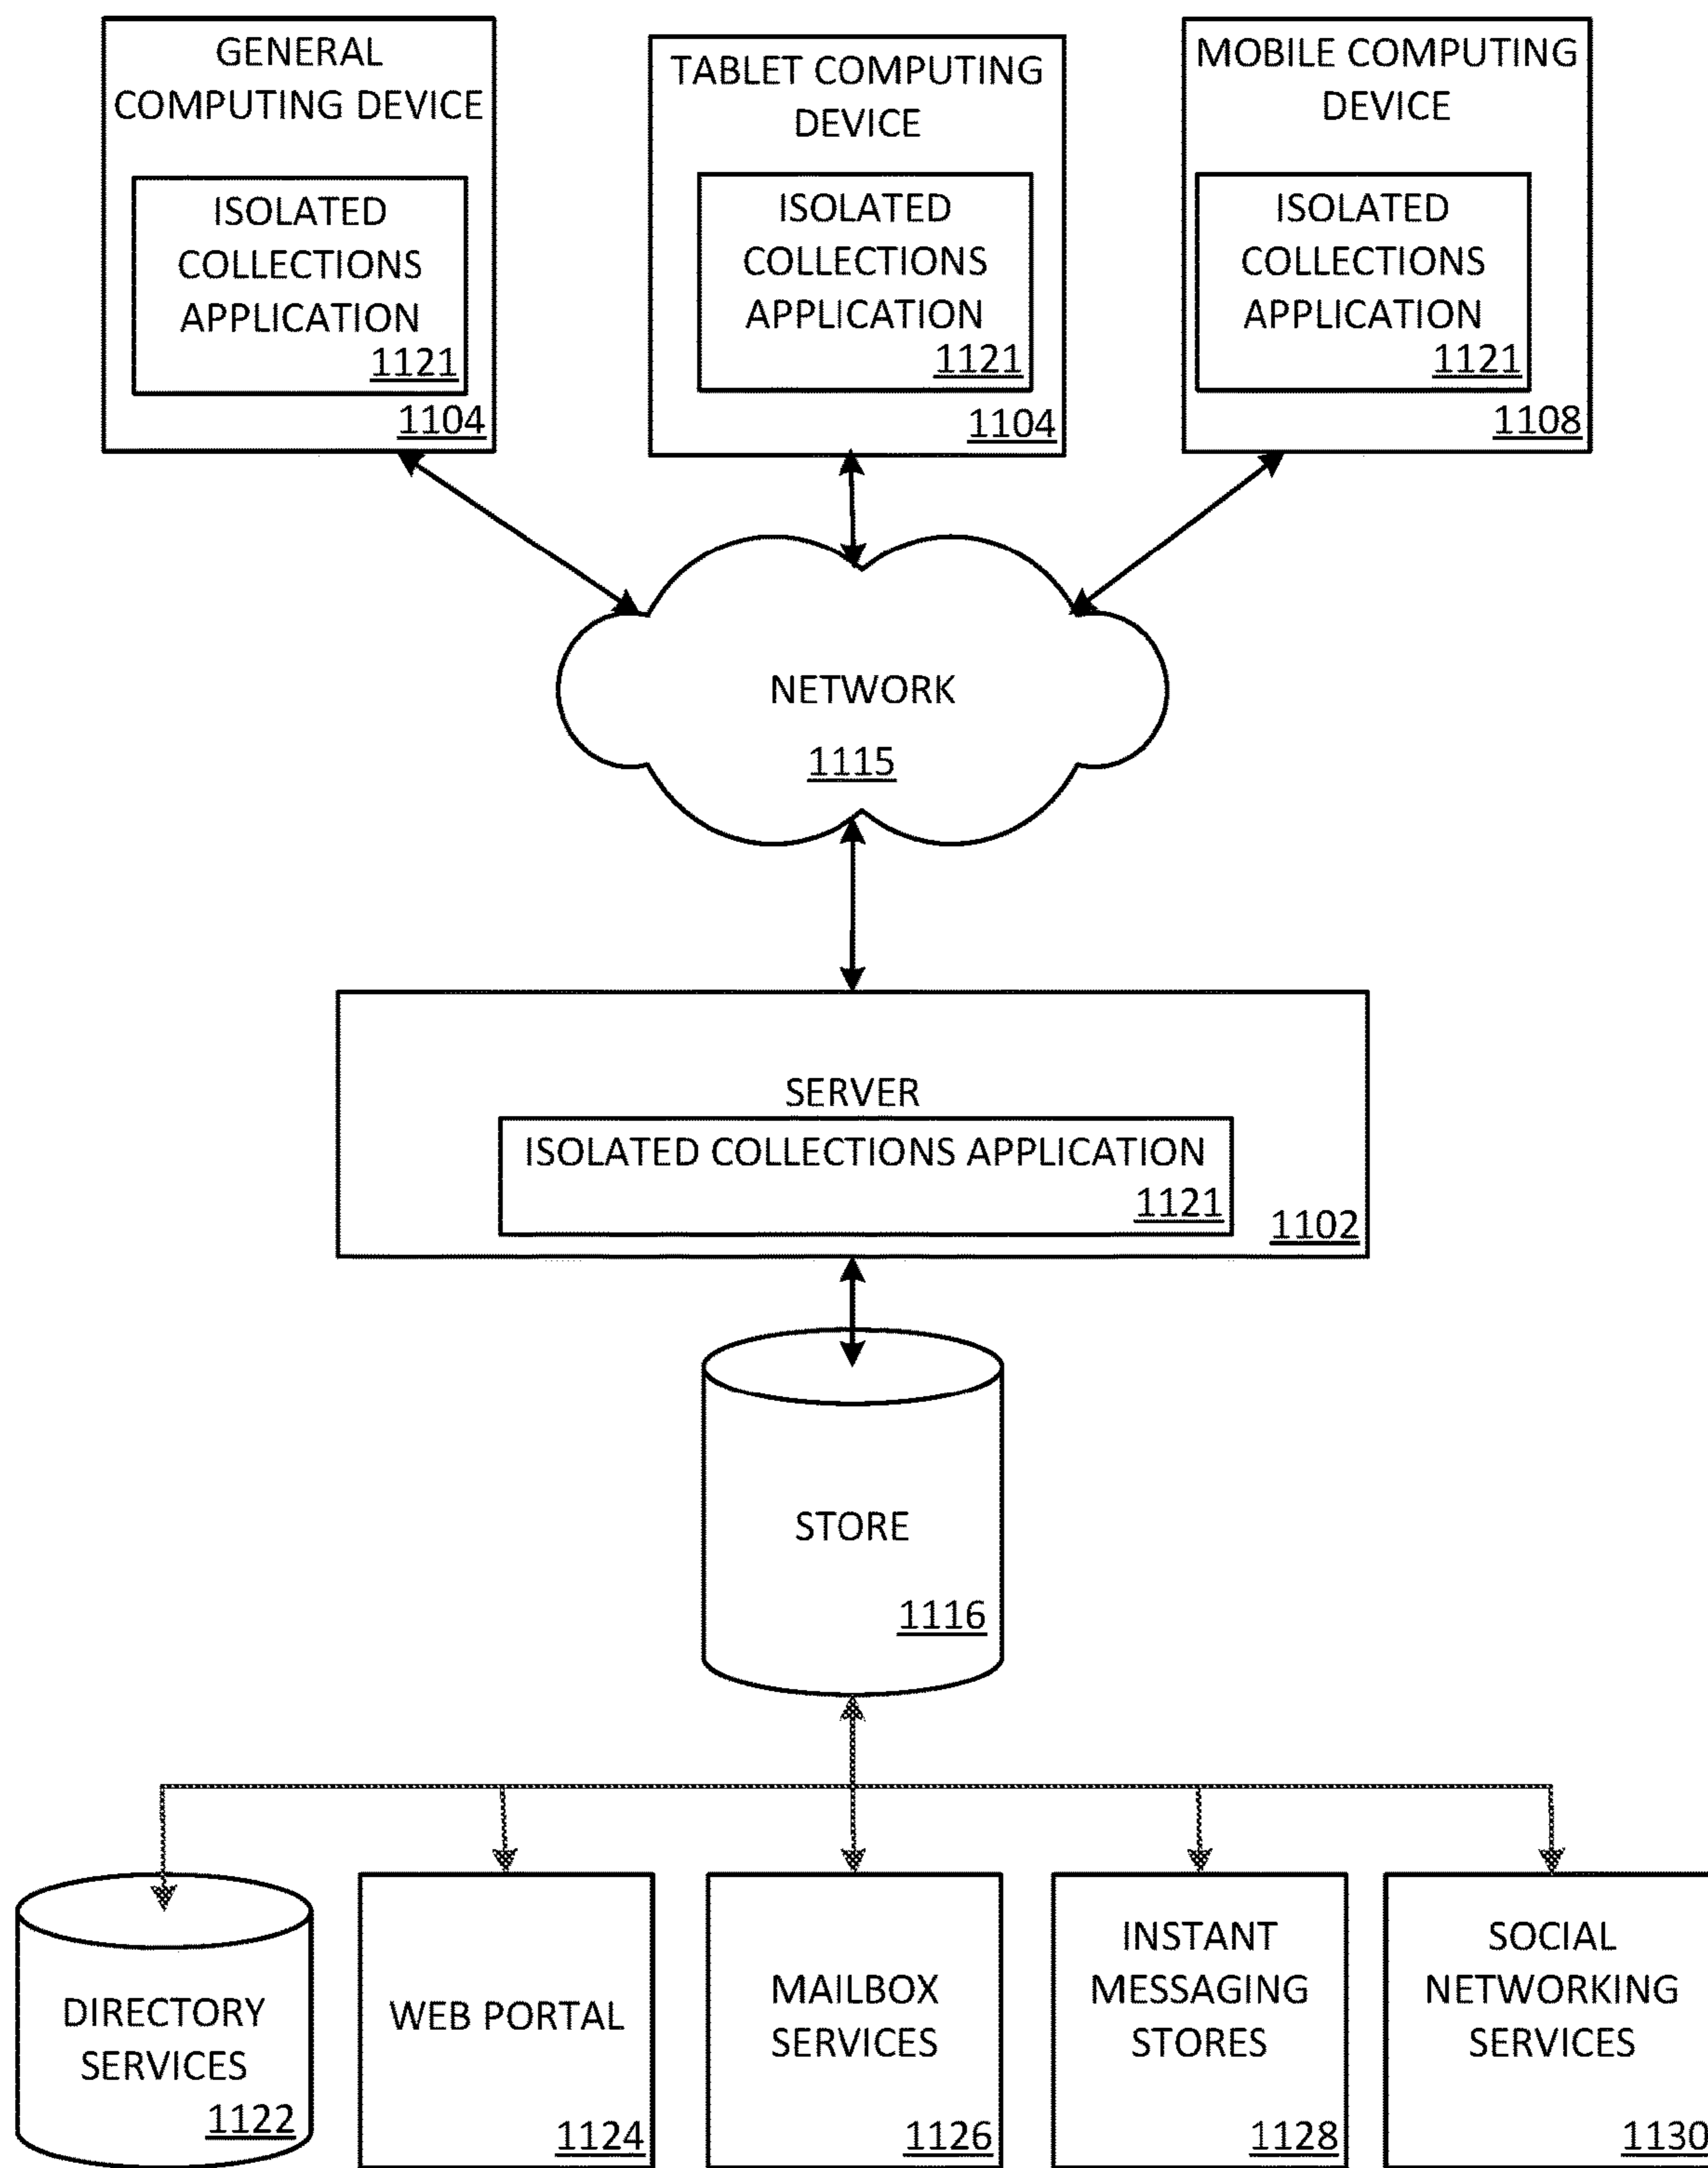 GENERAL
COMPUTING DEVICE
ISOLATED
COLLECTIONS
APPLICATION
1121
1104
TABLET COMPUTING
DEVICE
ISOLATED
COLLECTIONS
APPLICATION
1121
1104
MOBILE COMPUTING
DEVICE
ISOLATED
COLLECTIONS
APPLICATION
1121
1108
NETWORK
1115
SERVER
ISOLATED COLLECTIONS APPLICATION
1121
1102
STORE
1116
DIRECTORY
SERVICES
1122
WEB PORTAL
1124
MAILBOX
SERVICES
1126
INSTANT
MESSAGING
STORES
1128
SOCIAL
NETWORKING
SERVICES
1130